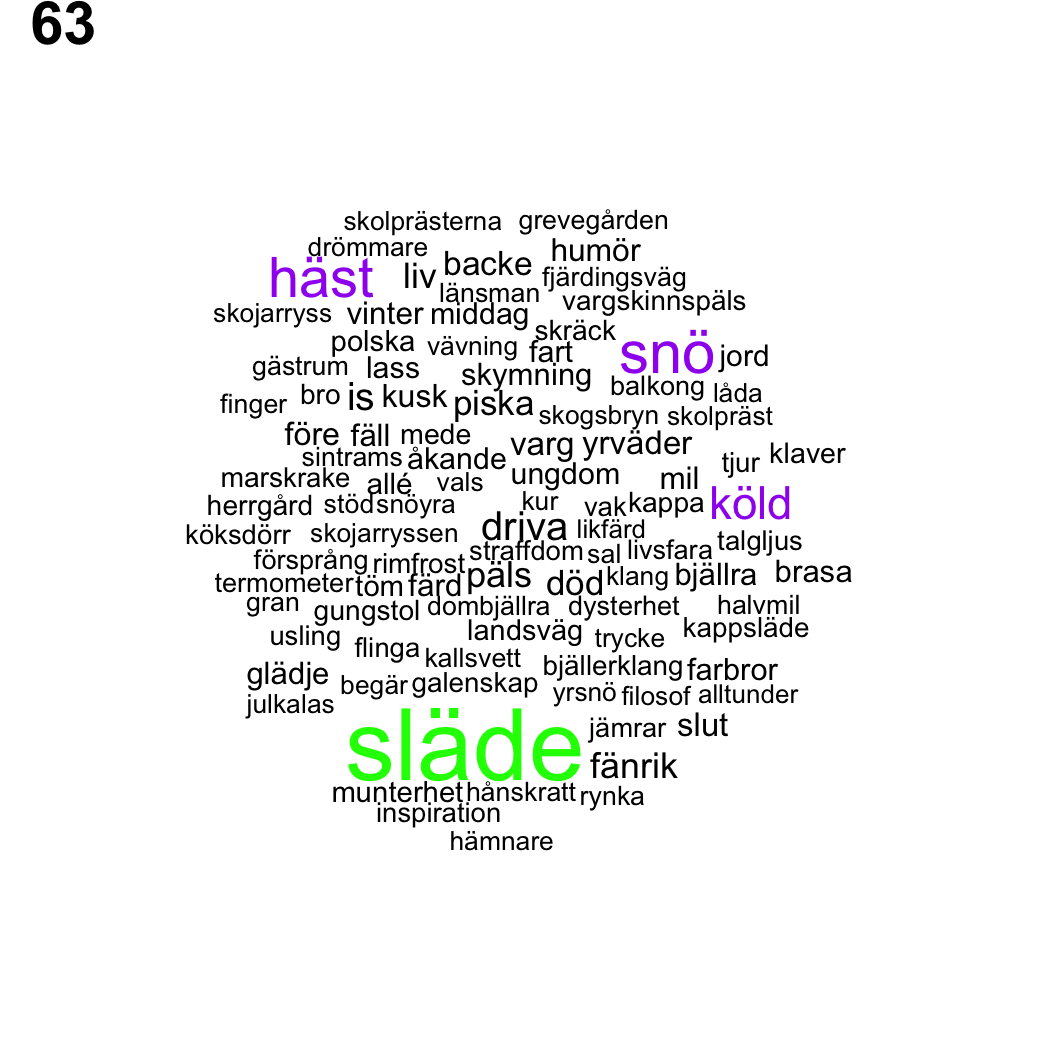 63
skolprästerna grevegården
drömmare humör
häst liv backe fjärdingsväg
länsman vargskinnspäls
skojarryss vinter middag
polska vävning fart skräck snö jord
gästrum lass skymning balkong låda
finger bro is kusk piska skogsbryn skolpräst
före fäll mede varg yrväder
sintrams åkande tjur klaver
marskrake allé vals ungdom mil
herrgård stöd snöyra kur vak kappa köld
köksdörr skojarryssen driva likfärd talgljus
försprång rimfrost straffdom sal livsfara
termometer töm färd päls död klang bjällra brasa
gran gungstol dombjällra dysterhet halvmil
usling landsväg trycke kappsläde
flinga kallsvett bjällerklang farbror
glädje begär galenskap yrsnö filosof alltunder
julkalas
släde jämrar slut
fänrik
munterhet hånskratt rynka
inspiration
hämnare